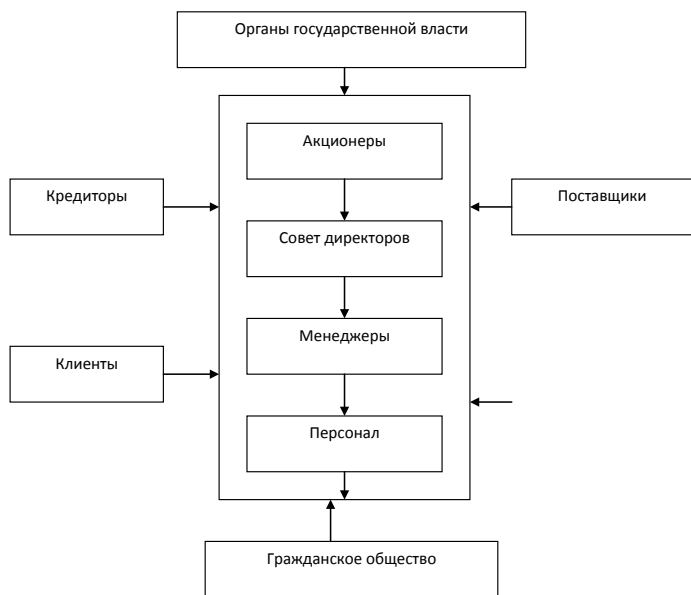 Органы государственной власти
Акционеры
Кредиторы
Поставщики
Совет директоров
Менеджеры
Клиенты
Персонал
Гражданское общество